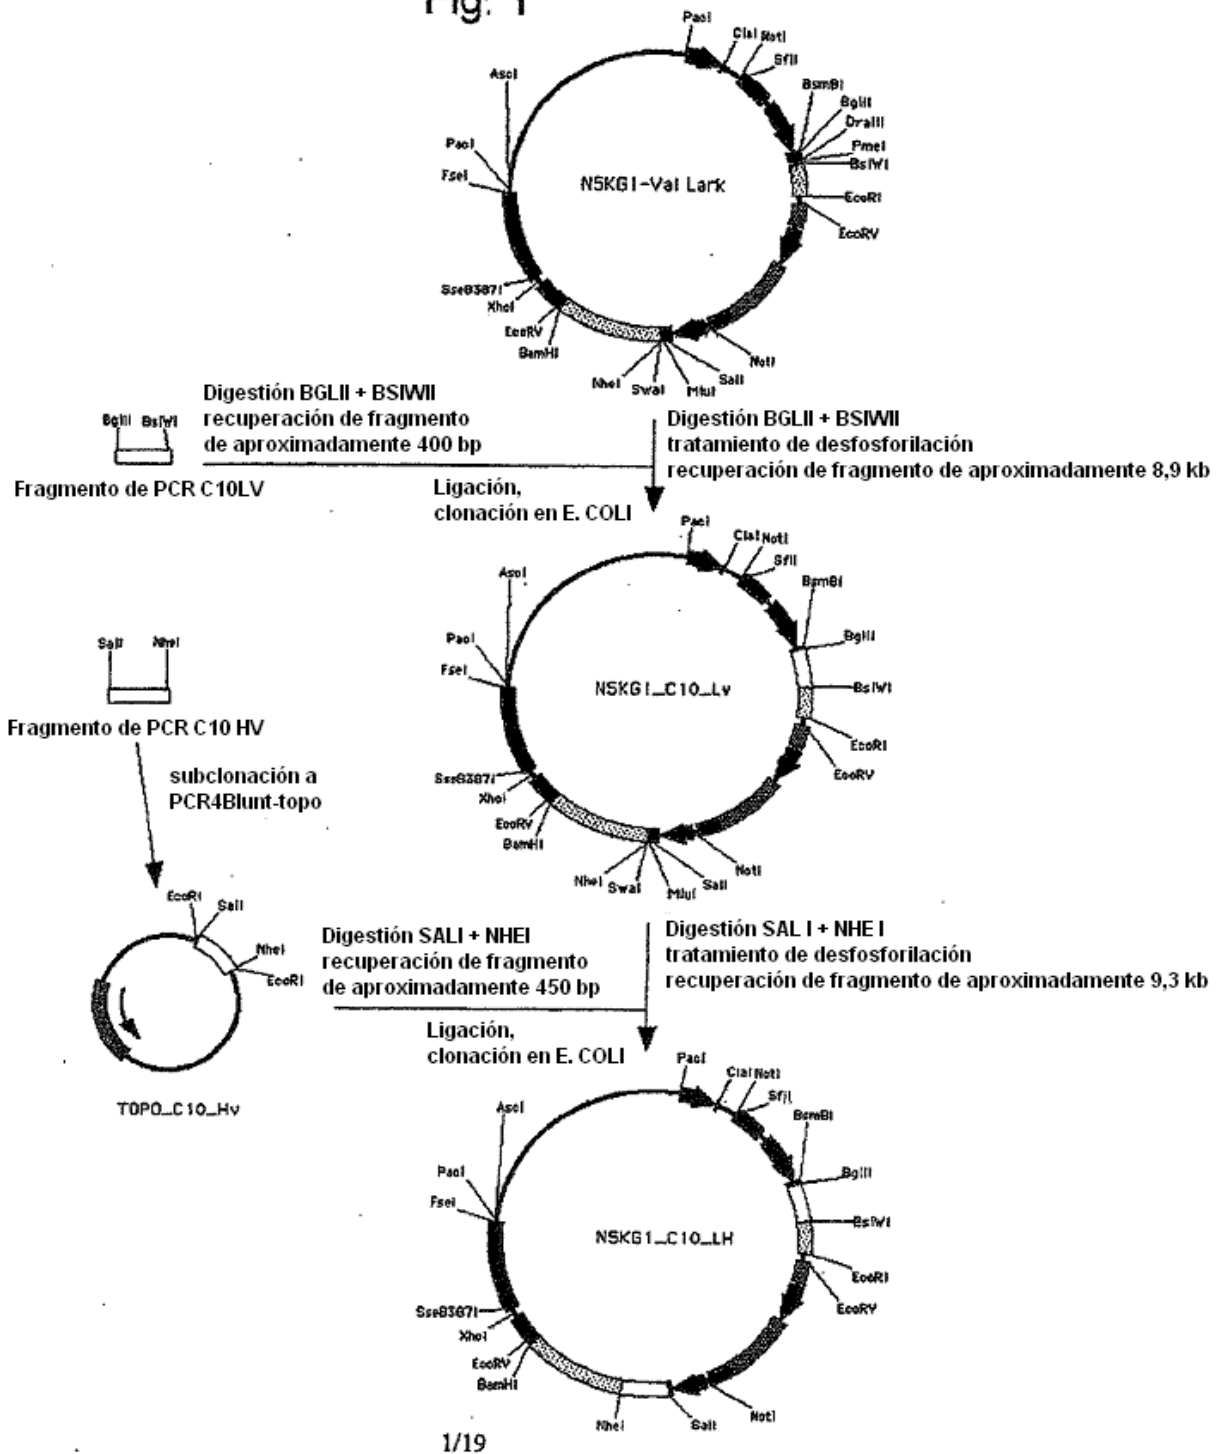 Fig. 1
PacI
ClaI NotI
SfiI
AscI
BsmBI
BglII
DraIII
PmeI
BsiWI
PacI
FseI
N5KG1-Val Lark
EcoRI
EcoRV
Sse8387I
XhoI
EcoRV
BamHI
NheI
SwaI
MluI
SalI
NotI
Digestión BGLII + BSIWII
recuperación de fragmento
de aproximadamente 400 bp
BglII BsiWI
Fragmento de PCR C10LV
Digestión BGLII + BSIWII
tratamiento de desfosforilación
recuperación de fragmento de aproximadamente 8,9 kb
Ligación,
clonación en E. COLI
PacI
ClaI NotI
SfiI
AscI
BsmBI
BglII
PacI
FseI
N5KG1_C10_Lv
BsiWI
EcoRI
EcoRV
Sse8387I
XhoI
EcoRV
BamHI
NheI
SwaI
MluI
SalI
NotI
SalI NheI
Fragmento de PCR C10 HV
subclonación a
PCR4Blunt-topo
EcoRI
SalI
NheI
EcoRI
TOPO_C10_Hv
Digestión SALI + NHEI
recuperación de fragmento
de aproximadamente 450 bp
Digestión SAL I + NHE I
tratamiento de desfosforilación
recuperación de fragmento de aproximadamente 9,3 kb
Ligación,
clonación en E. COLI
PacI
ClaI NotI
SfiI
AscI
BsmBI
BglII
PacI
FseI
N5KG1_C10_LH
BsiWI
EcoRI
EcoRV
Sse8387I
XhoI
EcoRV
BamHI
NheI
SalI
NotI
1/19